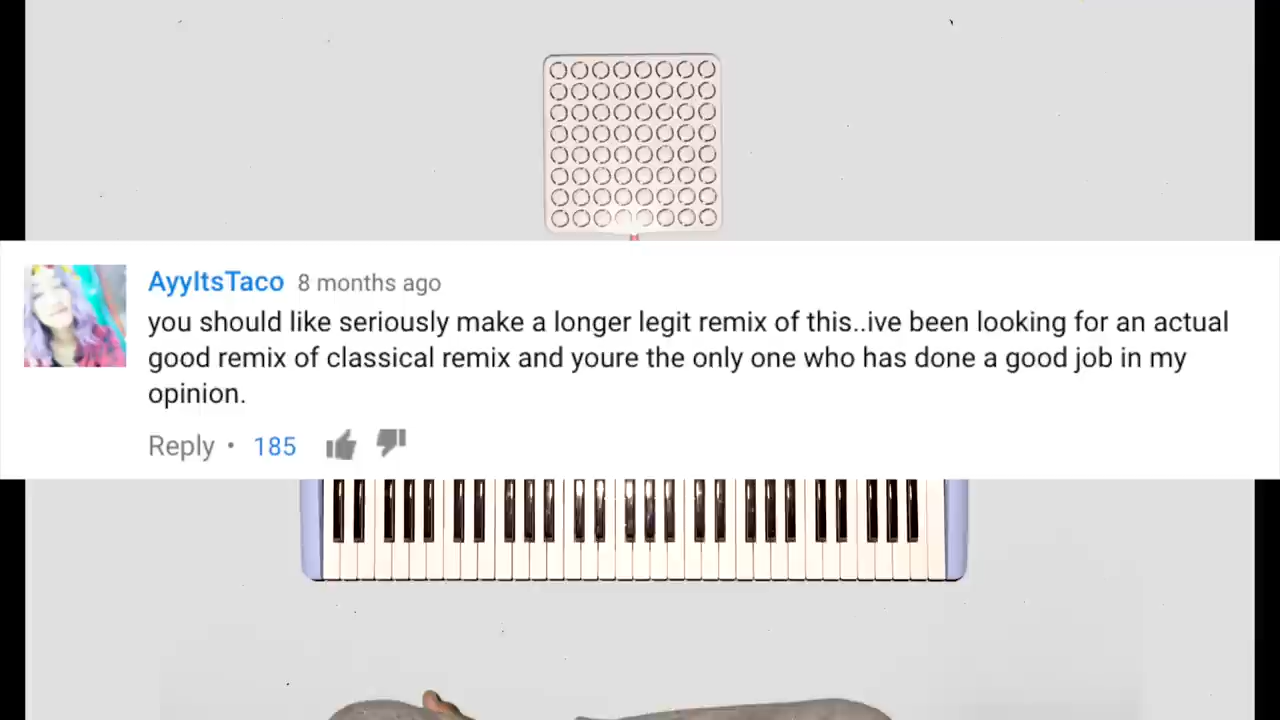 AyyItsTaco 8 months ago
you should like seriously make a longer legit remix of this..ive been looking for an actual
good remix of classical remix and youre the only one who has done a good job in my
opinion.
Reply • 185